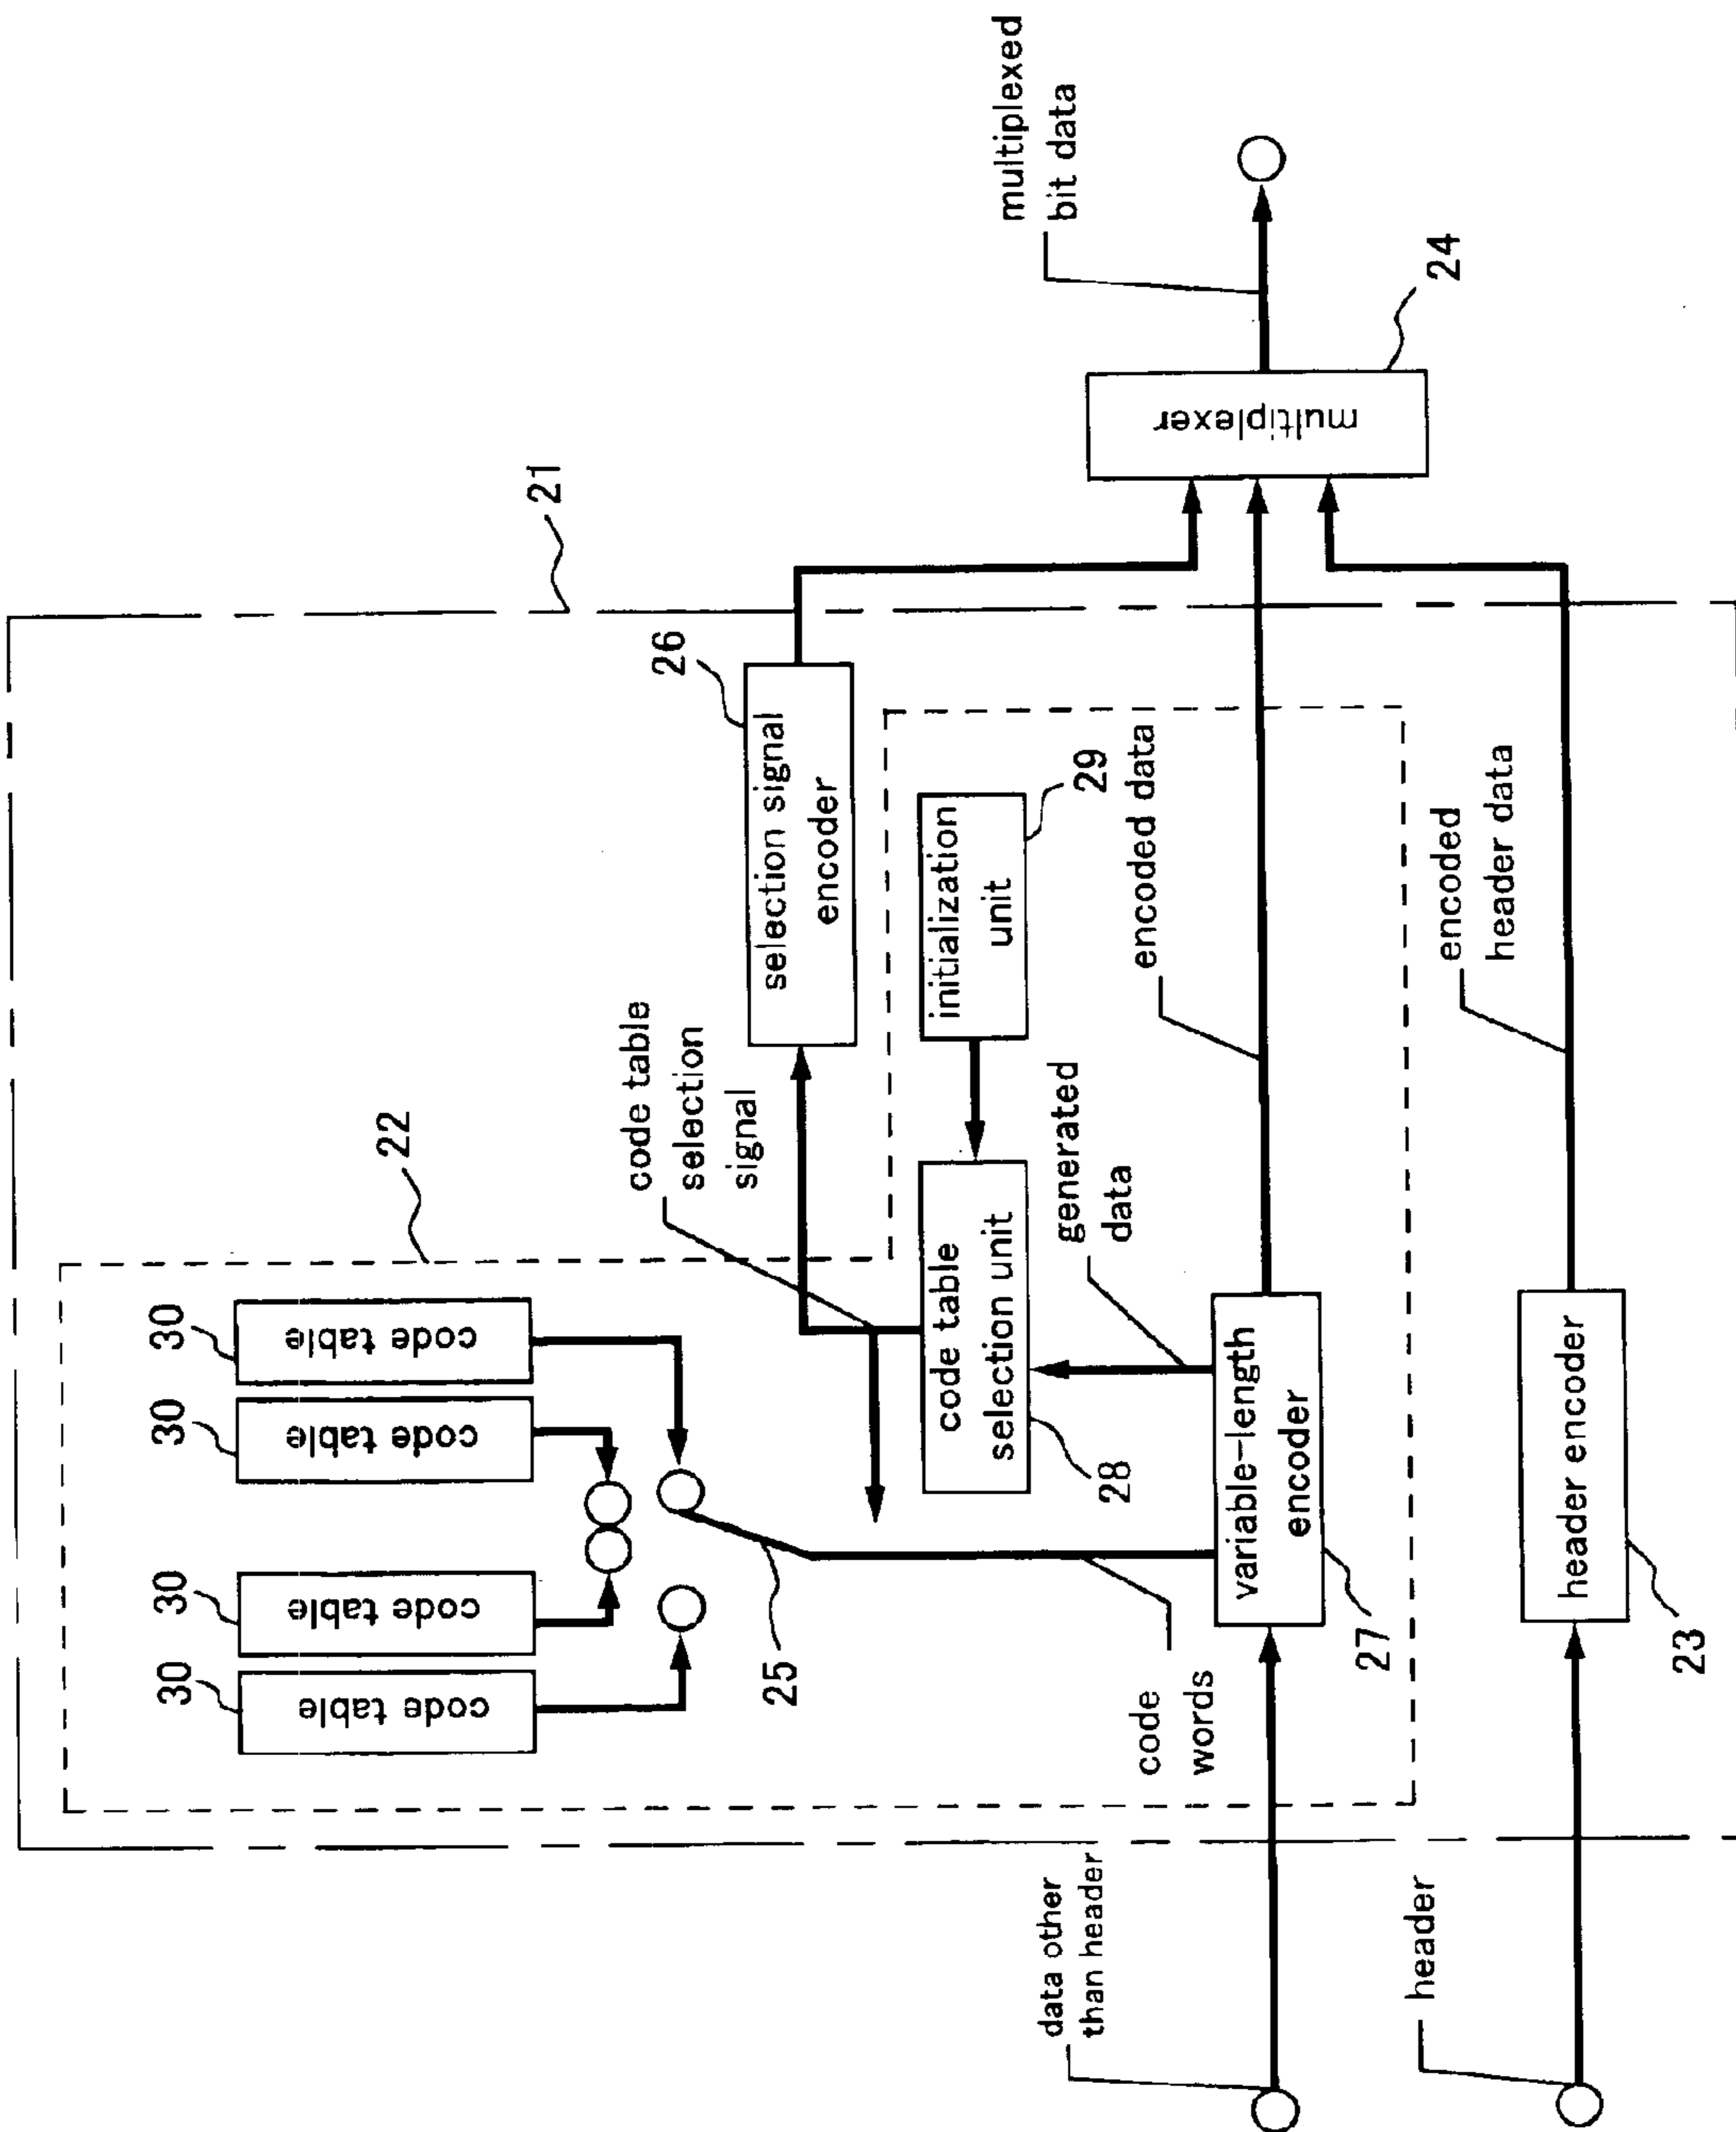 21
22
30
code table
30
code table
30
code table
30
code table
25
code table
selection
signal
26
selection signal
encoder
code table
selection unit
28
initialization
unit
29
generated
data
code
words
data other
than header
variable-length
encoder
27
encoded data
header
header encoder
23
encoded
header data
multiplexer
24
multiplexed
bit data